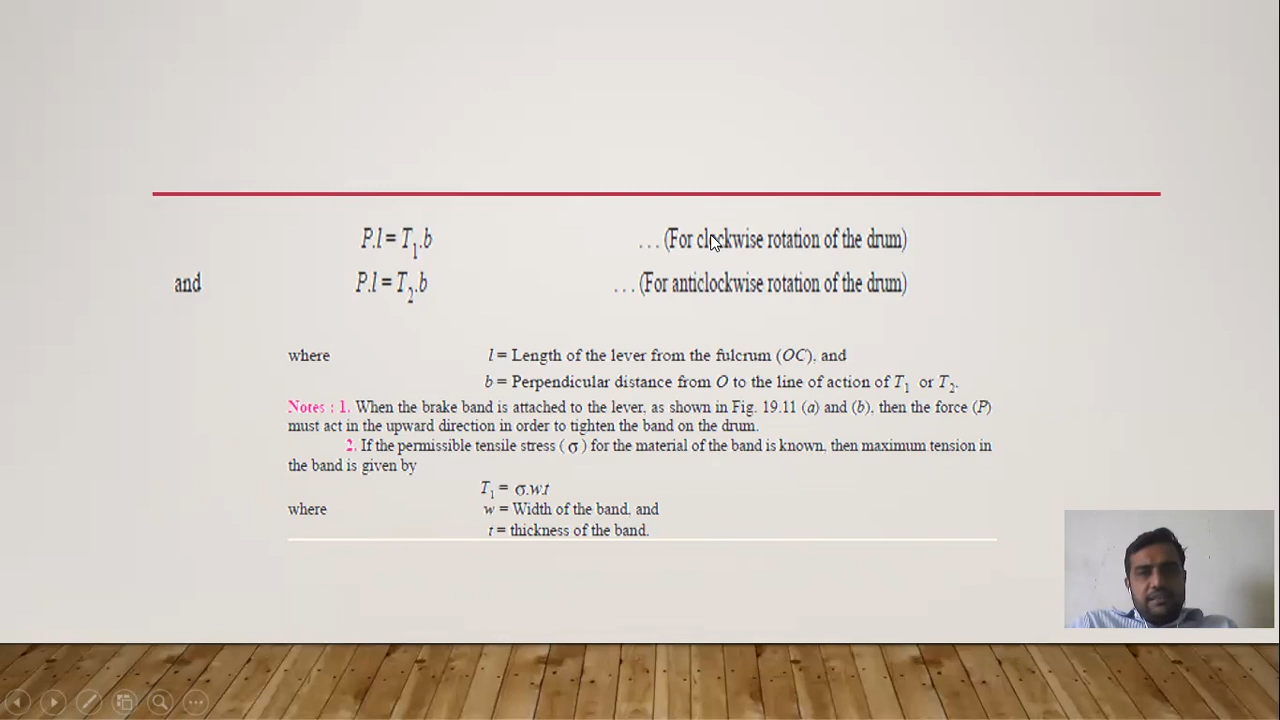 P.l = T₁.b . . . (For clockwise rotation of the drum)
and P.l = T₂.b . . . (For anticlockwise rotation of the drum)
where l = Length of the lever from the fulcrum (OC), and
b = Perpendicular distance from O to the line of action of T₁ or T₂.
Notes : 1. When the brake band is attached to the lever, as shown in Fig. 19.11 (a) and (b), then the force (P)
must act in the upward direction in order to tighten the band on the drum.
2. If the permissible tensile stress (σ) for the material of the band is known, then maximum tension in
the band is given by
T₁ = σ.w.t
where w = Width of the band, and
t = thickness of the band.